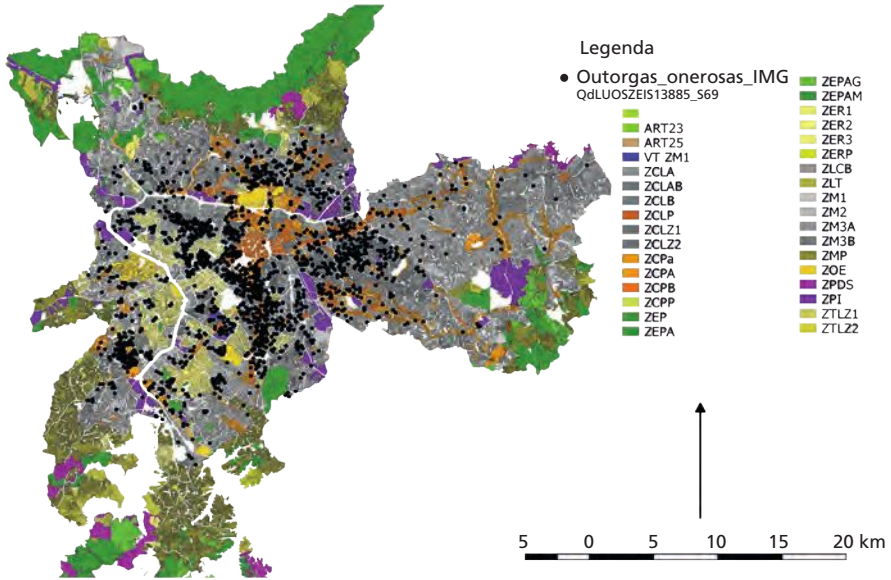 Legenda
Outorgas_onerosas_IMG
QdLUOSZEIS13885_S69
ART23
ART25
VT ZM1
ZCLA
ZCLAB
ZCLB
ZCLP
ZCLZ1
ZCLZ2
ZCPa
ZCPA
ZCPB
ZCPP
ZEP
ZEPA
ZEPAG
ZEPAM
ZER1
ZER2
ZER3
ZERP
ZLCB
ZLT
ZM1
ZM2
ZM3A
ZM3B
ZMP
ZOE
ZPDS
ZPI
ZTLZ1
ZTLZ2
5 0 5 10 15 20 km